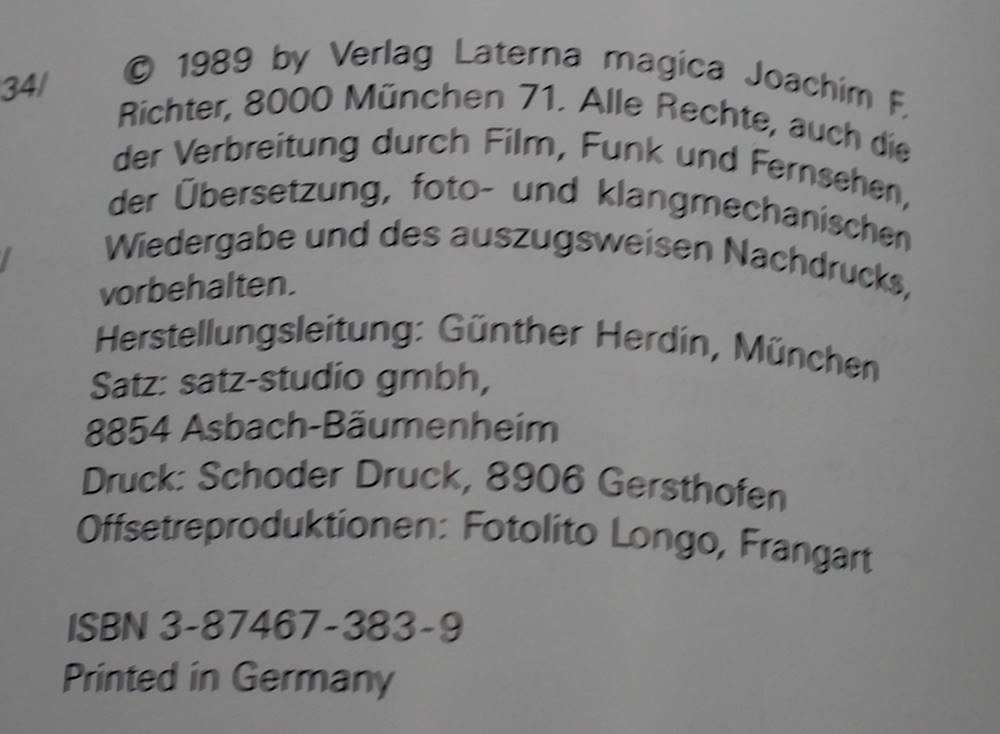 34/
© 1989 by Verlag Laterna magica Joachim F.
Richter, 8000 München 71. Alle Rechte, auch die
der Verbreitung durch Film, Funk und Fernsehen,
der Übersetzung, foto- und klangmechanischen
Wiedergabe und des auszugsweisen Nachdrucks,
/
vorbehalten.
Herstellungsleitung: Günther Herdin, München
Satz: satz-studio gmbh,
8854 Asbach-Bäumenheim
Druck: Schoder Druck, 8906 Gersthofen
Offsetreproduktionen: Fotolito Longo, Frangart
ISBN 3-87467-383-9
Printed in Germany